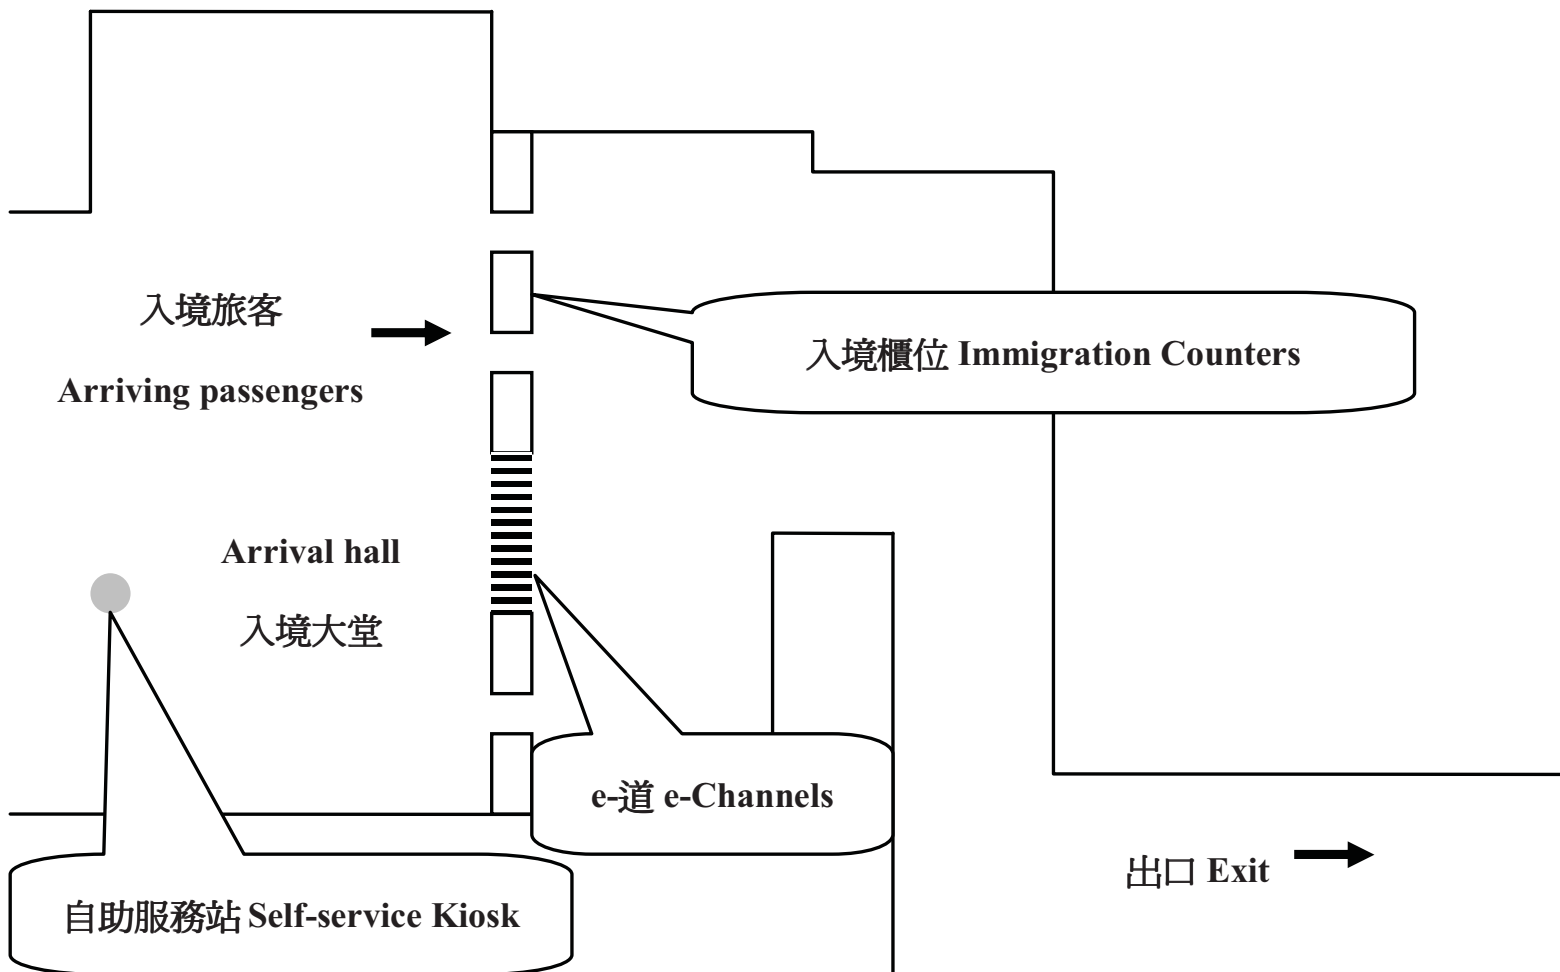 入境旅客
Arriving passengers
入境櫃位 Immigration Counters
Arrival hall
入境大堂
e-道 e-Channels
自助服務站 Self-service Kiosk
出口 Exit